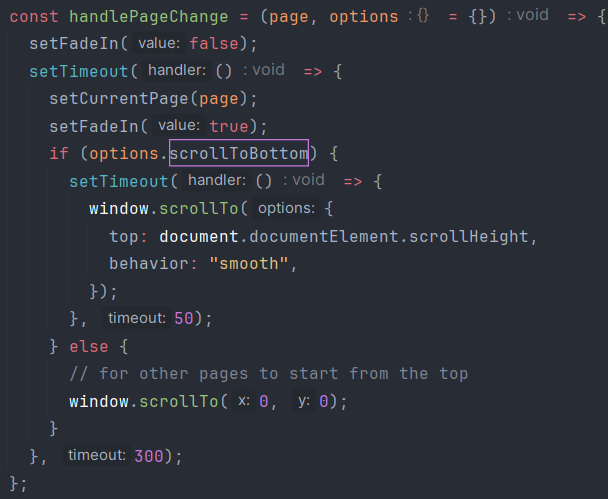 const handlePageChange = (page, options : {} = {}) : void => {
setFadeIn( value: false);
setTimeout( handler: () : void => {
setCurrentPage(page);
setFadeIn( value: true);
if (options.scrollToBottom) {
setTimeout( handler: () : void => {
window.scrollTo( options: {
top: document.documentElement.scrollHeight,
behavior: "smooth",
});
}, timeout: 50);
} else {
// for other pages to start from the top
window.scrollTo( x: 0, y: 0);
}
}, timeout: 300);
};